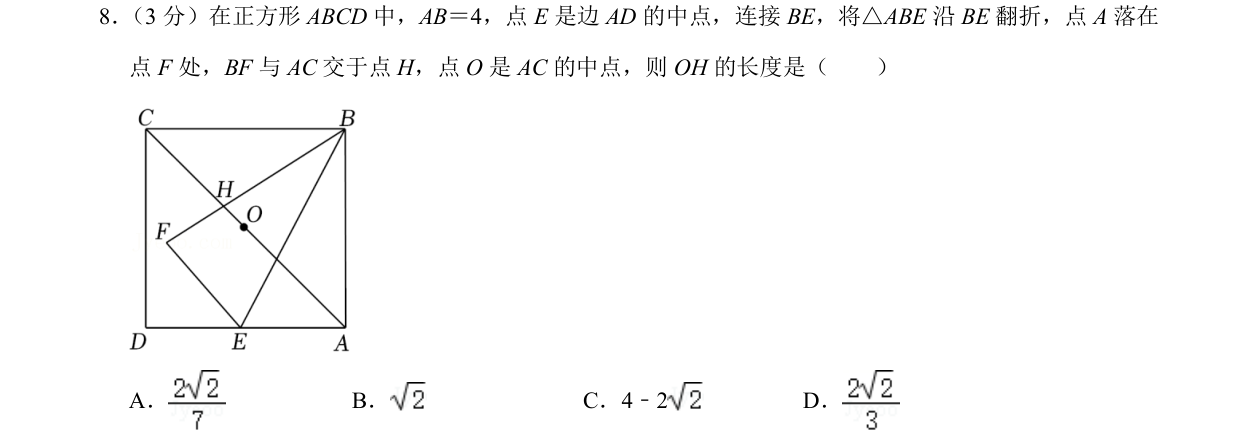 8．（3 分）在正方形 ABCD 中，AB＝4，点 E 是边 AD 的中点，连接 BE，将△ABE 沿 BE 翻折，点 A 落在
点 F 处，BF 与 AC 交于点 H，点 O 是 AC 的中点，则 OH 的长度是（　　）
C B
H
O
F
D E A
A．2√2/7 B．√2 C．4﹣2√2 D．2√2/3